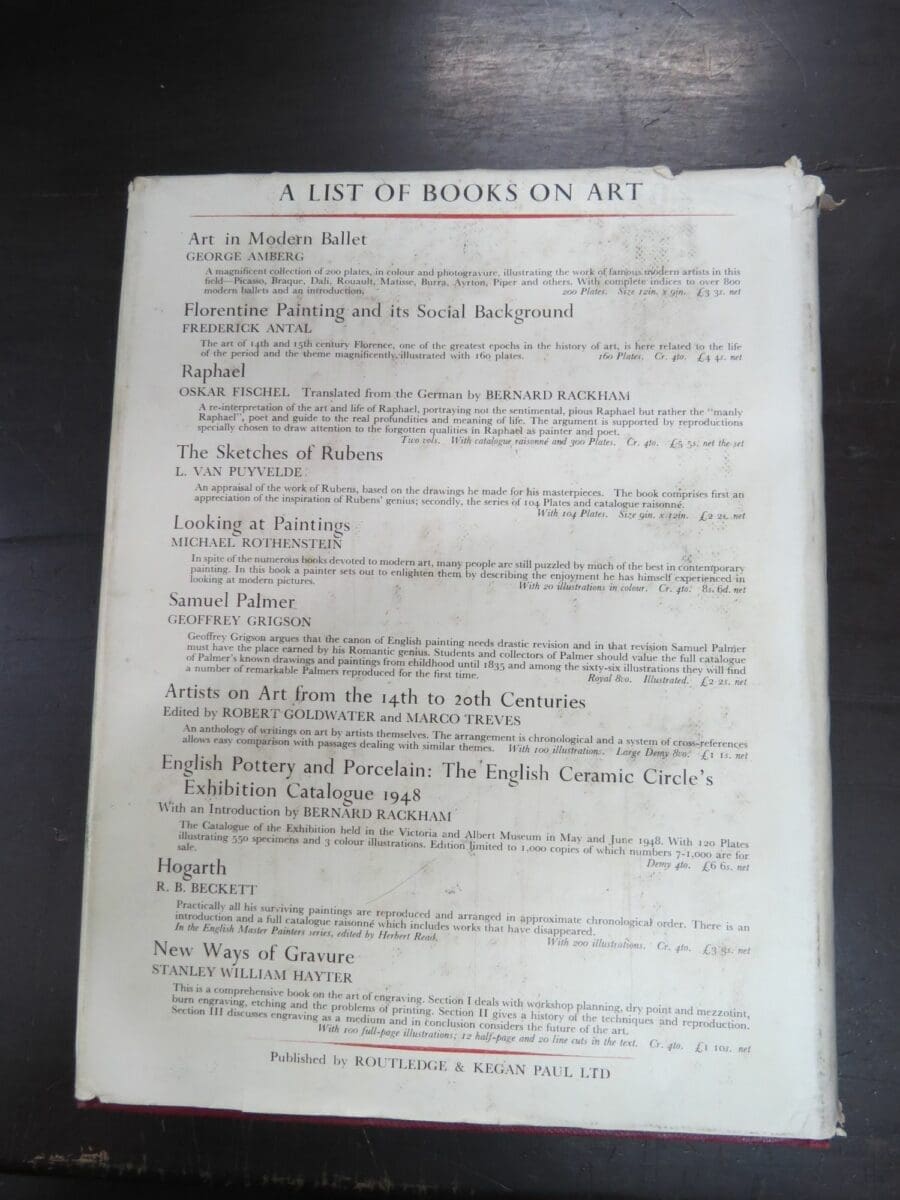 A LIST OF BOOKS ON ART
Art in Modern Ballet
GEORGE AMBERG
A magnificent collection of 200 plates, in colour and photogravure, illustrating the work of famous modern artists in this
field—Picasso, Braque, Dali, Rouault, Matisse, Burra, Ayrton, Piper and others. With complete indices to over 800
modern ballets and an introduction. 200 Plates. Size 12in. x 9in. £3 3s. net
Florentine Painting and its Social Background
FREDERICK ANTAL
The art of 14th and 15th century Florence, one of the greatest epochs in the history of art, is here related to the life
of the period and the theme magnificently illustrated with 160 plates. 160 Plates. Cr. 4to. £4 4s. net
Raphael
OSKAR FISCHEL Translated from the German by BERNARD RACKHAM
A re-interpretation of the art and life of Raphael, portraying not the sentimental, pious Raphael but rather the "manly
Raphael", poet and guide to the real profundities and meaning of life. The argument is supported by reproductions
specially chosen to draw attention to the forgotten qualities in Raphael as painter and poet.
Two vols. With catalogue raisonné and 300 Plates. Cr. 4to. £5 5s. net the set
The Sketches of Rubens
L. VAN PUYVELDE
An appraisal of the work of Rubens, based on the drawings he made for his masterpieces. The book comprises first an
appreciation of the inspiration of Rubens' genius; secondly, the series of 104 Plates and catalogue raisonné.
With 104 Plates. Size 9in. x 12in. £2 2s. net
Looking at Paintings
MICHAEL ROTHENSTEIN
In spite of the numerous books devoted to modern art, many people are still puzzled by much of the best in contemporary
painting. In this book a painter sets out to enlighten them by describing the enjoyment he has himself experienced in
looking at modern pictures. With 20 illustrations in colour. Cr. 4to. 8s. 6d. net
Samuel Palmer
GEOFFREY GRIGSON
Geoffrey Grigson argues that the canon of English painting needs drastic revision and in that revision Samuel Palmer
must have the place earned by his Romantic genius. Students and collectors of Palmer should value the full catalogue
of Palmer's known drawings and paintings from childhood until 1835 and among the sixty-six illustrations they will find
a number of remarkable Palmers reproduced for the first time. Royal 8vo. Illustrated. £2 2s. net
Artists on Art from the 14th to 20th Centuries
Edited by ROBERT GOLDWATER and MARCO TREVES
An anthology of writings on art by artists themselves. The arrangement is chronological and a system of cross-references
allows easy comparison with passages dealing with similar themes. With 100 illustrations. Large Demy 8vo. £1 1s. net
English Pottery and Porcelain: The English Ceramic Circle's
Exhibition Catalogue 1948
With an Introduction by BERNARD RACKHAM
The Catalogue of the Exhibition held in the Victoria and Albert Museum in May and June 1948. With 120 Plates
illustrating 550 specimens and 3 colour illustrations. Edition limited to 1,000 copies of which numbers 7-1,000 are for
sale. Demy 4to. £6 6s. net
Hogarth
R. B. BECKETT
Practically all his surviving paintings are reproduced and arranged in approximate chronological order. There is an
introduction and a full catalogue raisonné which includes works that have disappeared.
In the English Master Painters series, edited by Herbert Read. With 200 illustrations. Cr. 4to. £3 3s. net
New Ways of Gravure
STANLEY WILLIAM HAYTER
This is a comprehensive book on the art of engraving. Section I deals with workshop planning, dry point and mezzotint,
burn engraving, etching and the problems of printing. Section II gives a history of the techniques and reproduction.
Section III discusses engraving as a medium and in conclusion considers the future of the art.
With 100 full-page illustrations; 12 half-page and 20 line cuts in the text. Cr. 4to. £1 10s. net
Published by ROUTLEDGE & KEGAN PAUL LTD